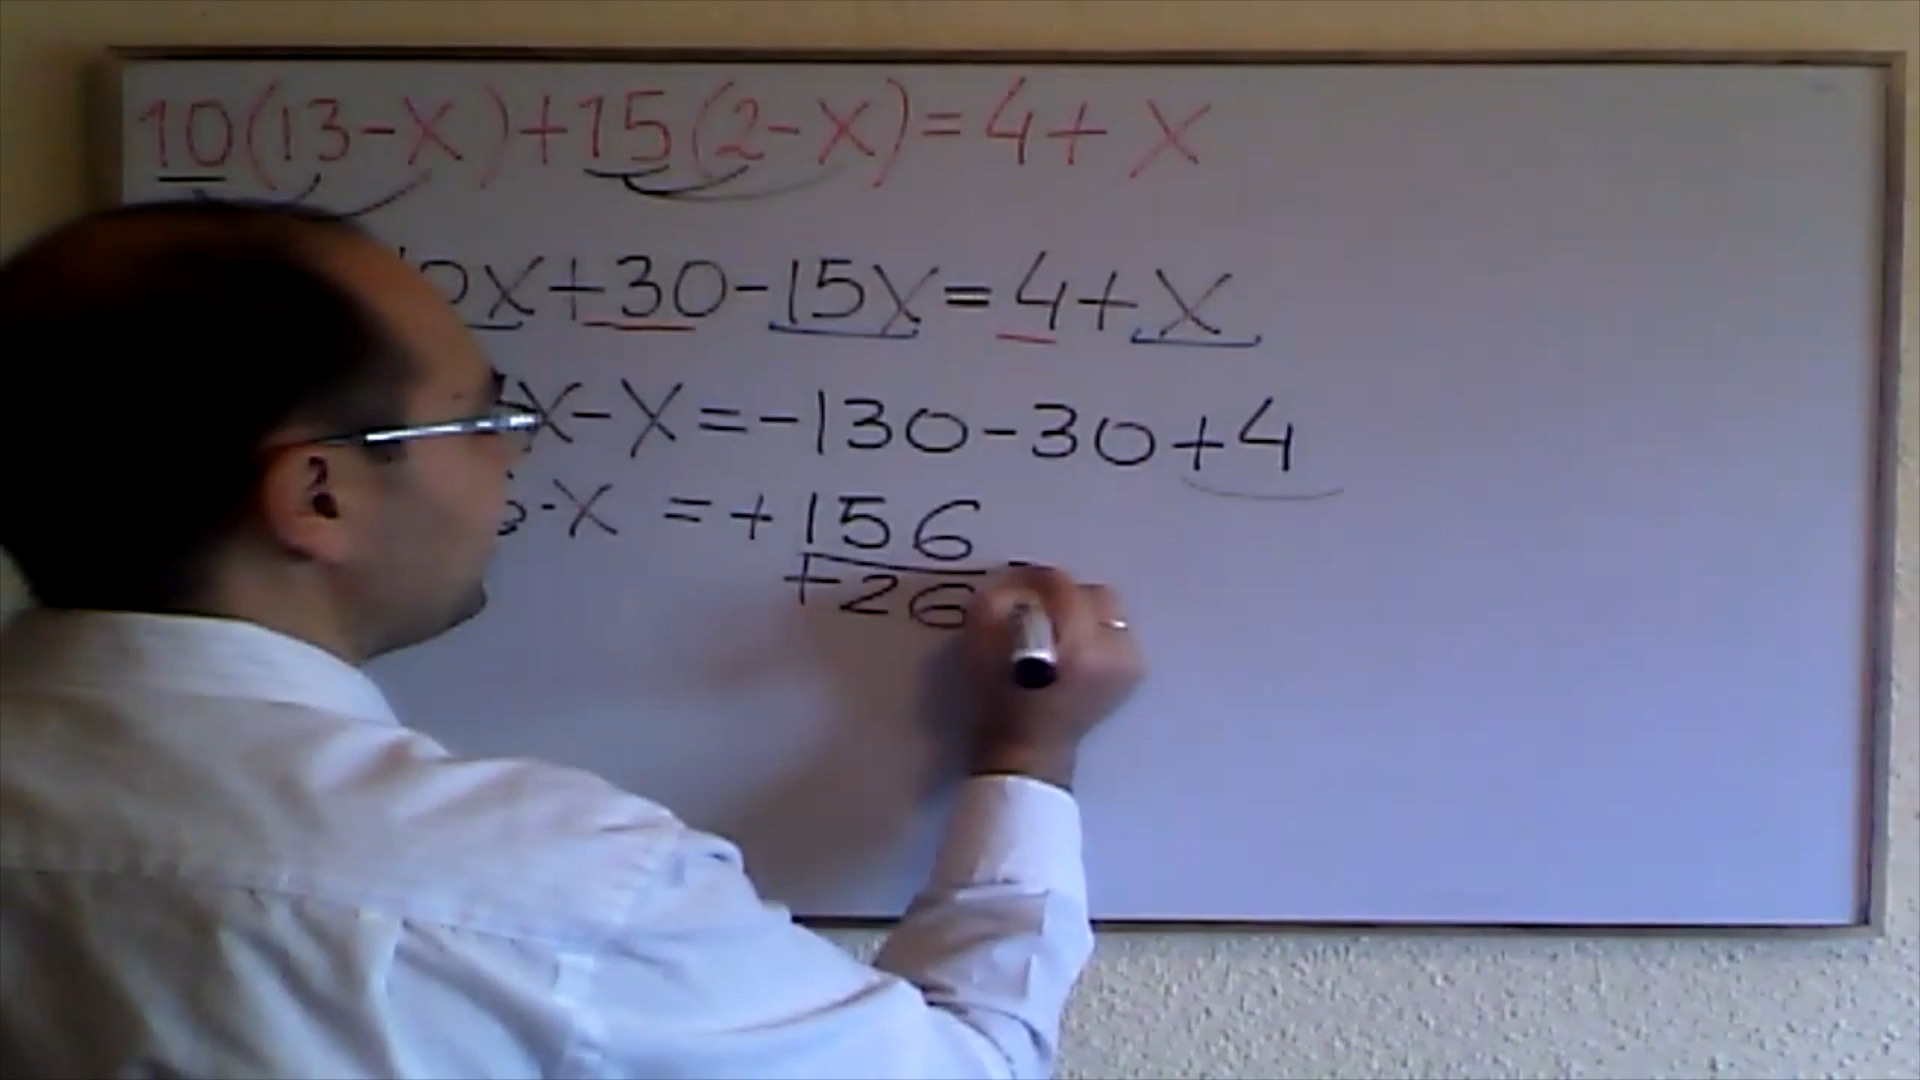 10(13-X)+15(2-X)=4+X
0X+30-15X=4+X
X-X=-130-30+4
-X=+156
+26